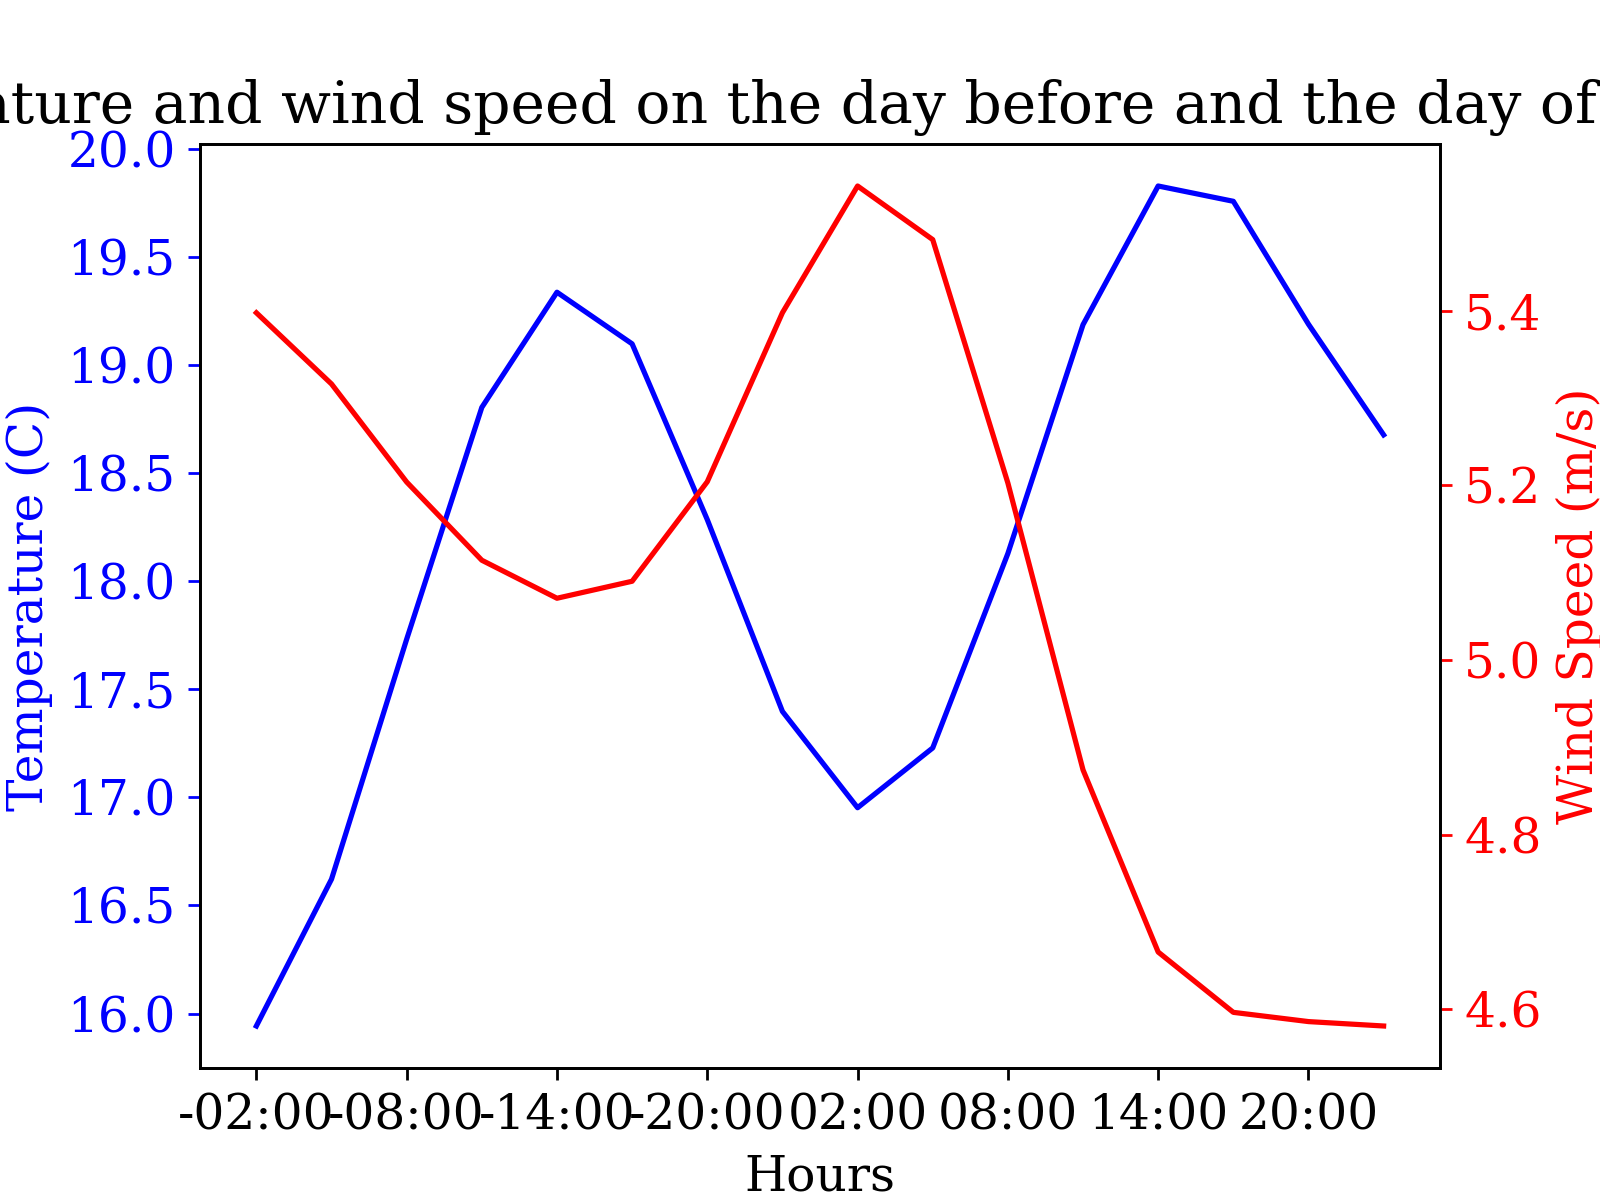 and wind speed on the day before and the day of
20.0
19.5
19.0
18.5
18.0
17.5
17.0
16.5
16.0
Temperature (C)
5.4
5.2
5.0
4.8
4.6
Wind Speed (m/s)
-02:00 -08:00 -14:00 -20:00 02:00 08:00 14:00 20:00
Hours